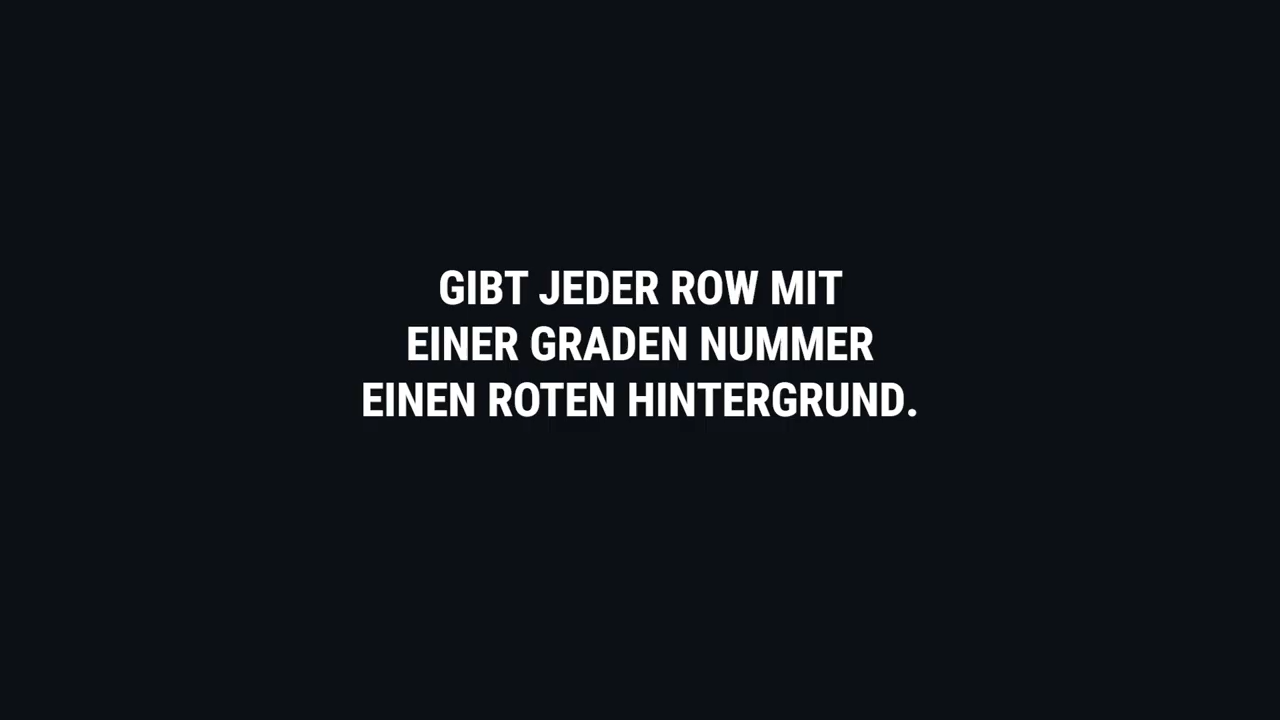 GIBT JEDER ROW MIT
EINER GRADEN NUMMER
EINEN ROTEN HINTERGRUND.